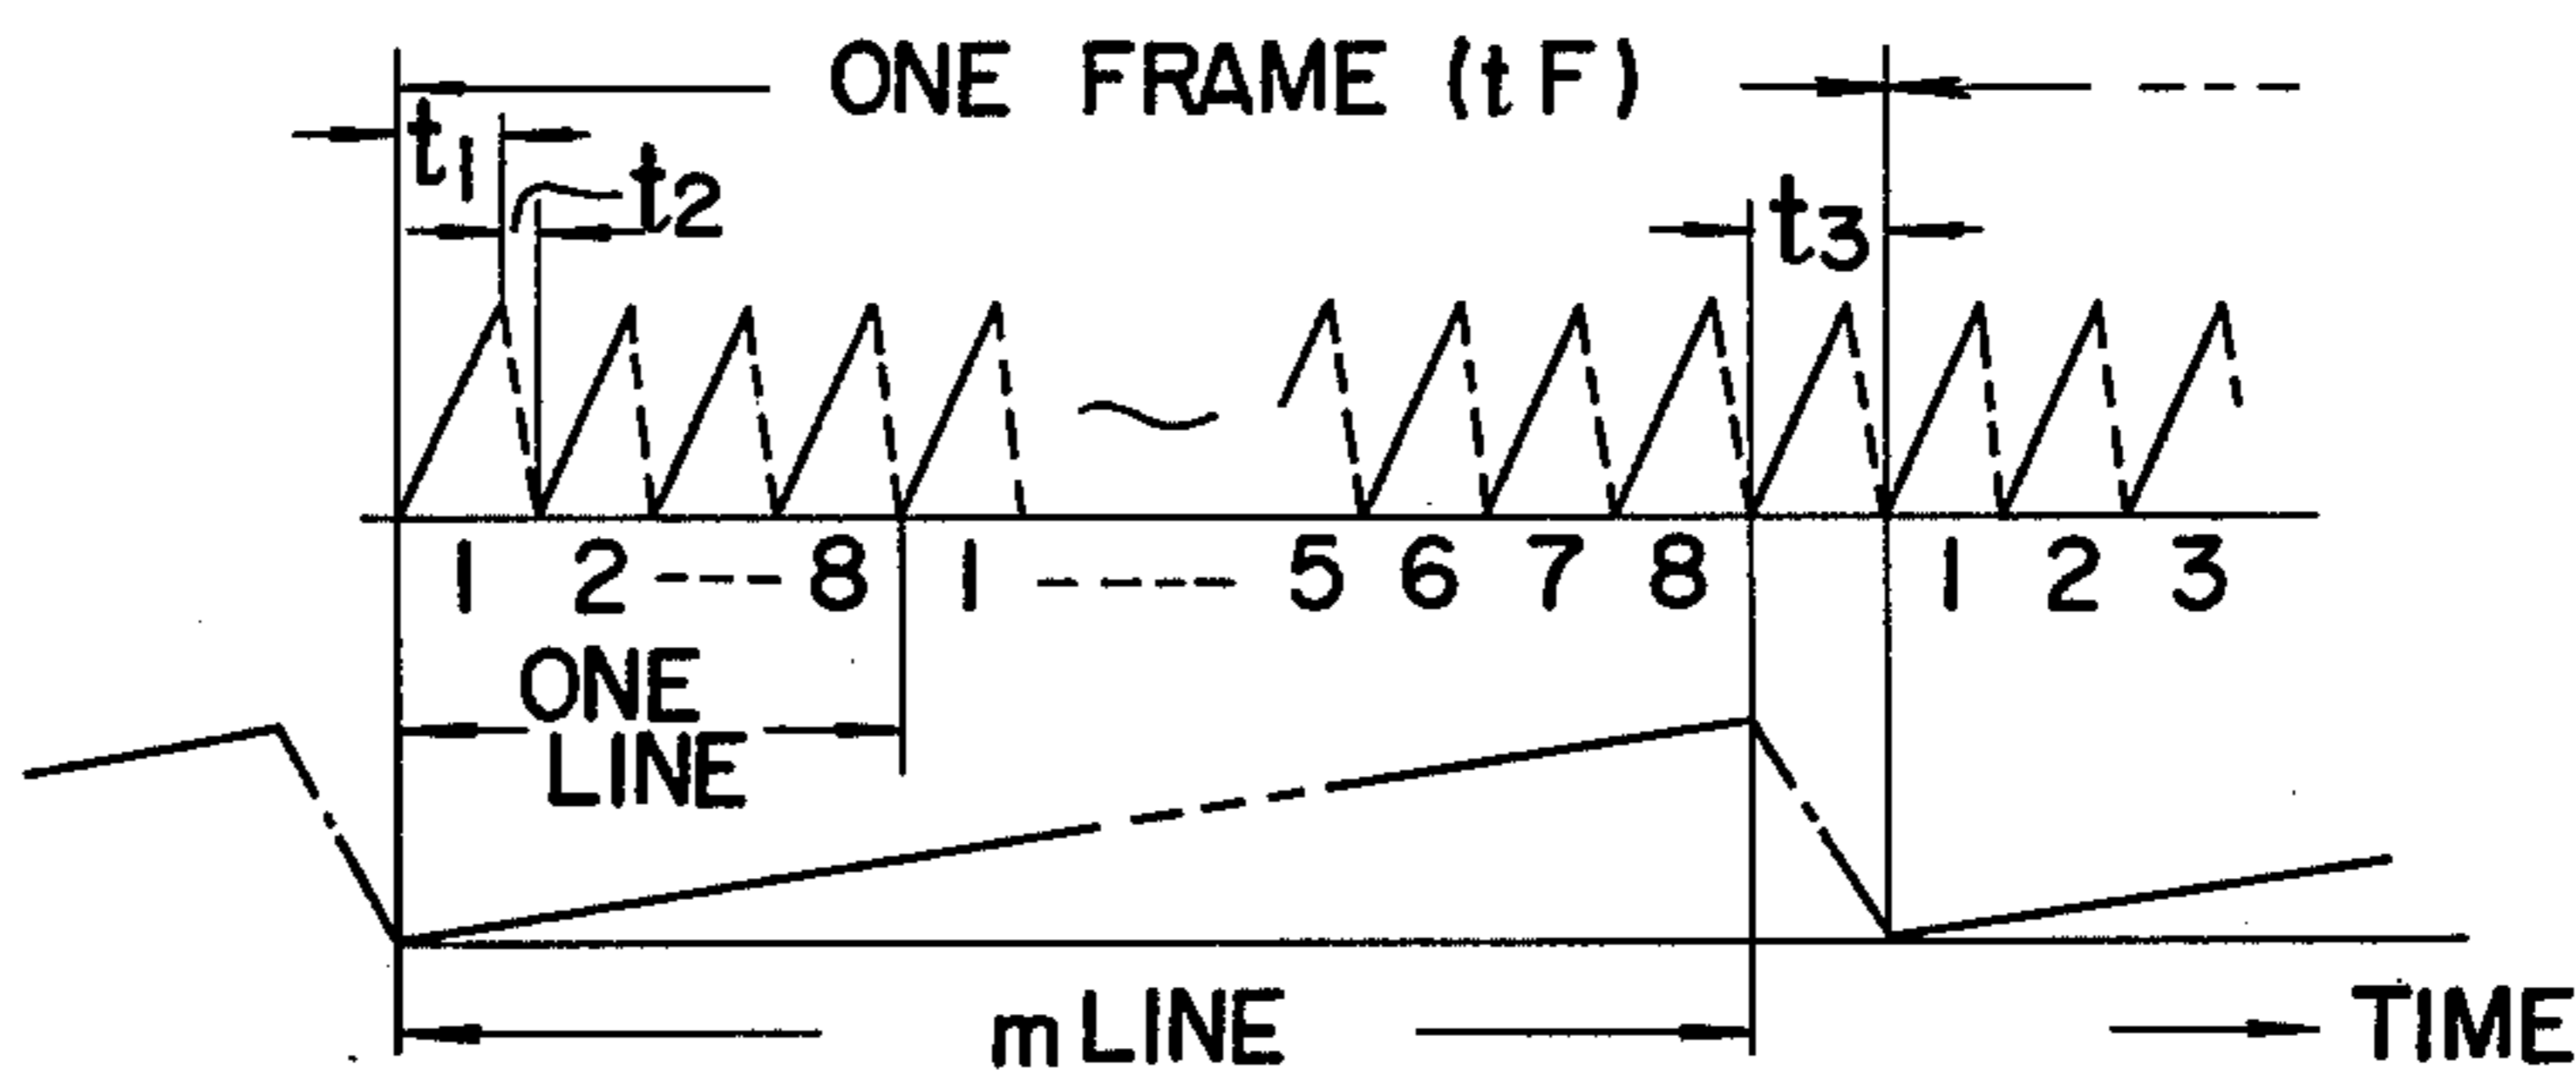 ONE FRAME (tF)
t1
t2
t3
1 2 ---- 8 1 ---- 5 6 7 8 1 2 3
ONE
LINE
m LINE
TIME